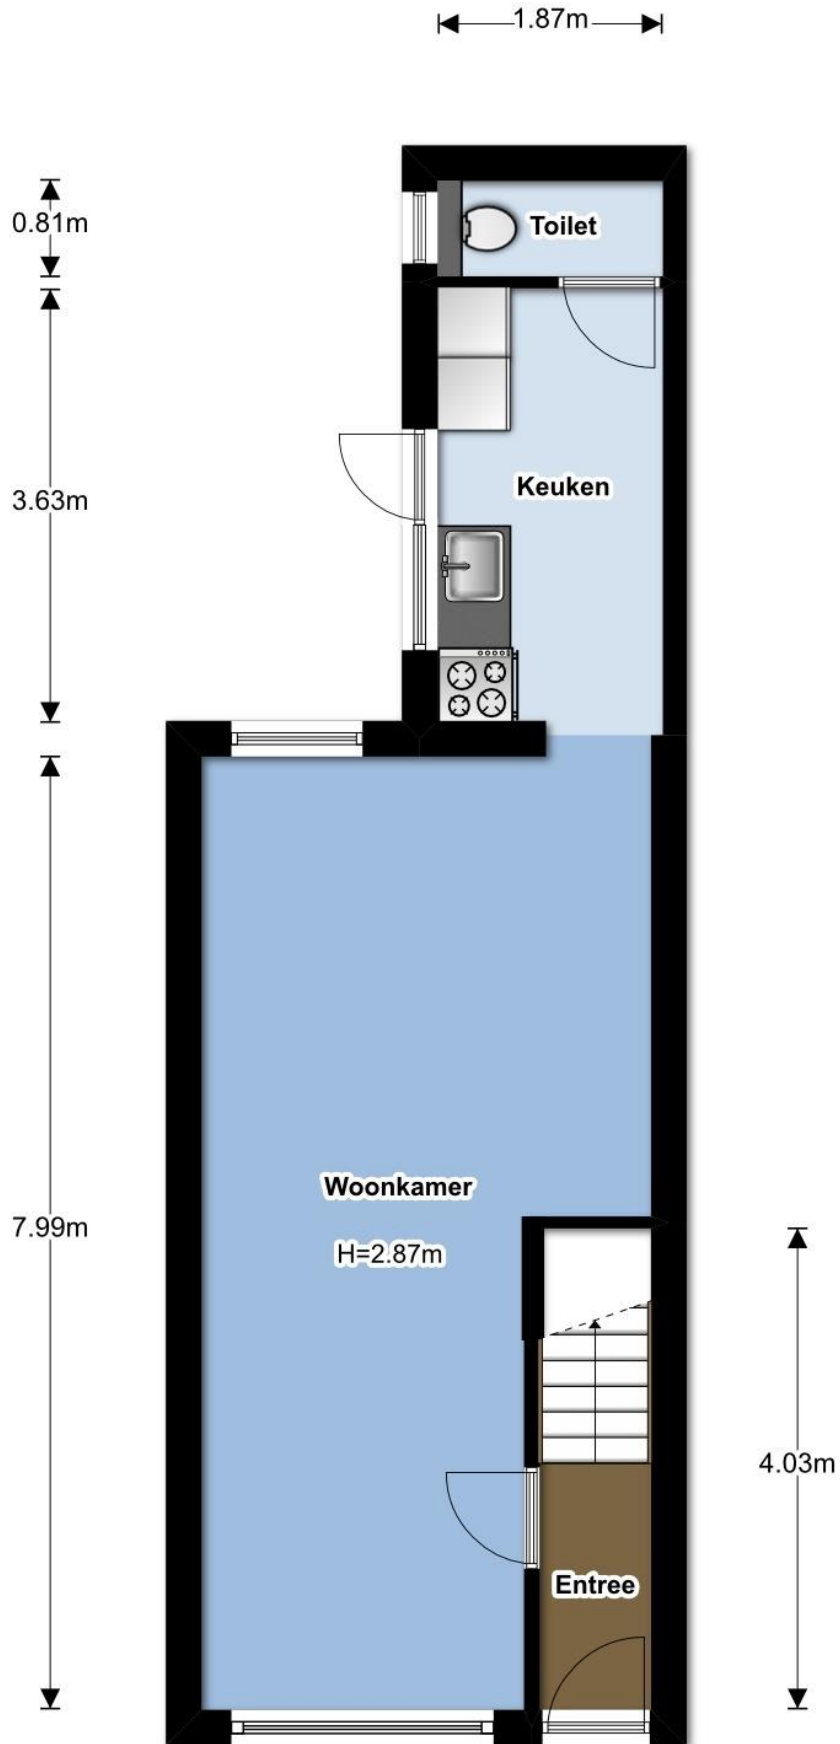 1.87m
0.81m
Toilet
3.63m
Keuken
7.99m
Woonkamer
H=2.87m
4.03m
Entree